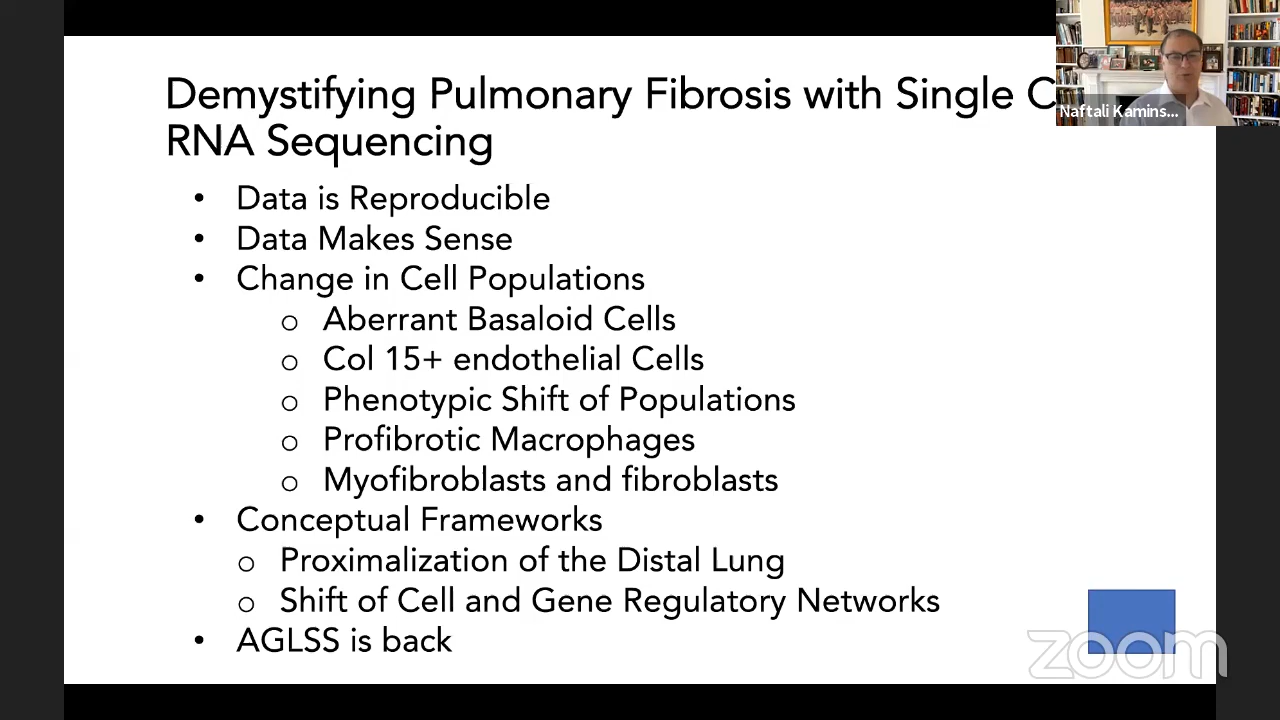 Demystifying Pulmonary Fibrosis with Single C
RNA Sequencing
Naftali Kamins...
• Data is Reproducible
• Data Makes Sense
• Change in Cell Populations
o Aberrant Basaloid Cells
o Col 15+ endothelial Cells
o Phenotypic Shift of Populations
o Profibrotic Macrophages
o Myofibroblasts and fibroblasts
• Conceptual Frameworks
o Proximalization of the Distal Lung
o Shift of Cell and Gene Regulatory Networks
• AGLSS is back
zoom